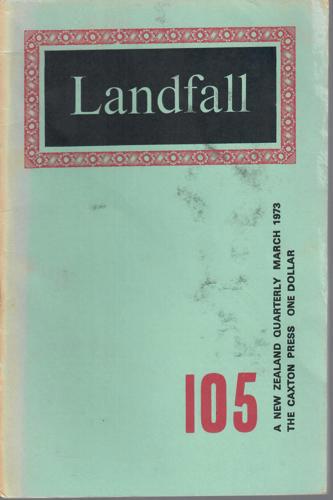 Landfall
105
A NEW ZEALAND QUARTERLY MARCH 1973
THE CAXTON PRESS ONE DOLLAR